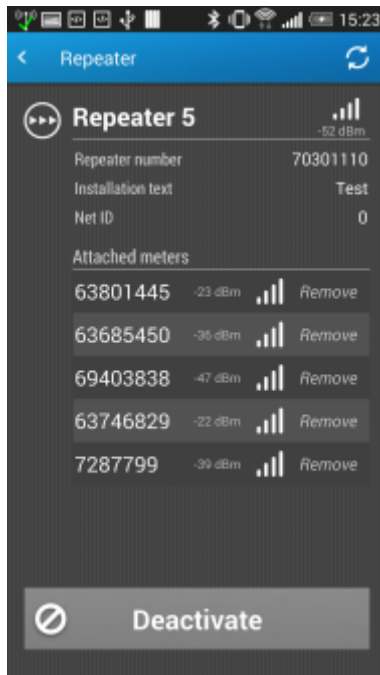 15:23
Repeater
Repeater 5
-52 dBm
Repeater number 70301110
Installation text Test
Net ID 0
Attached meters
63801445 -23 dBm Remove
63685450 -36 dBm Remove
69403838 -47 dBm Remove
63746829 -22 dBm Remove
7287799 -39 dBm Remove
Deactivate